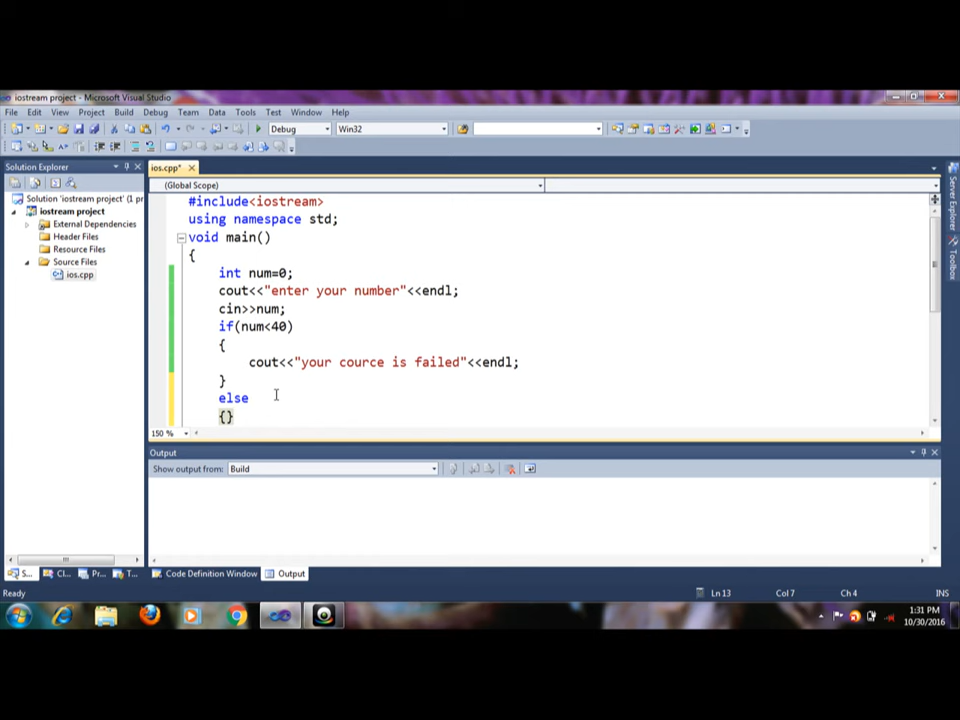 iostream project - Microsoft Visual Studio
File Edit View Project Build Debug Team Data Tools Test Window Help
Debug Win32
Solution Explorer
ios.cpp*
(Global Scope)
Solution 'iostream project' (1 pr
iostream project
External Dependencies
Header Files
Resource Files
Source Files
ios.cpp
#include<iostream>
using namespace std;
void main()
{
int num=0;
cout<<"enter your number"<<endl;
cin>>num;
if(num<40)
{
cout<<"your cource is failed"<<endl;
}
else
{}
150 %
Server Explorer
Toolbox
Output
Show output from: Build
S... Cl... Pr... T... Code Definition Window Output
Ready Ln 13 Col 7 Ch 4 INS
1:31 PM
10/30/2016